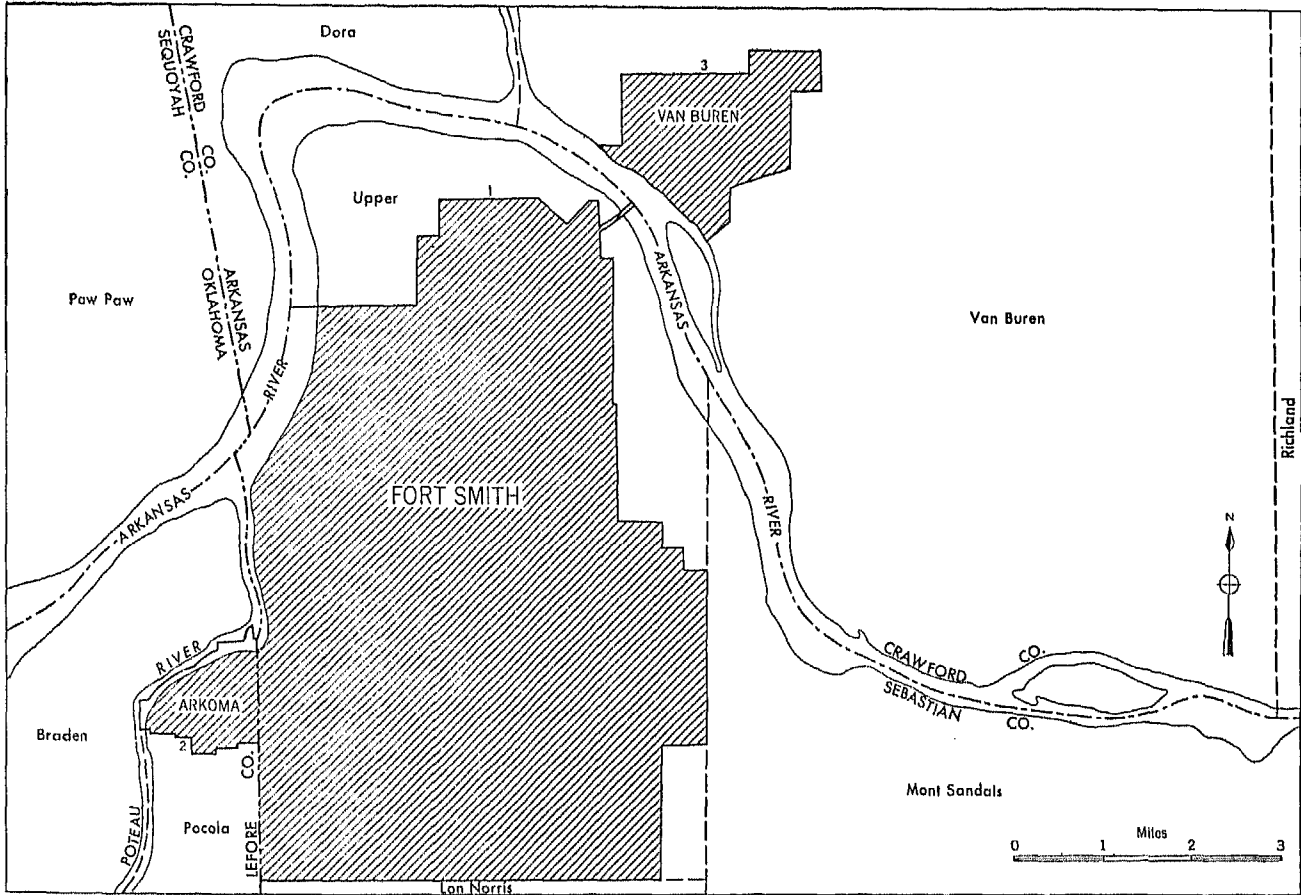 Dora
CRAWFORD CO.
SEQUOYAH CO.
3
VAN BUREN
1
Upper
ARKANSAS
OKLAHOMA
Paw Paw
ARKANSAS
RIVER
Van Buren
Richland
RIVER
FORT SMITH
ARKANSAS
N
RIVER
CRAWFORD CO.
SEBASTIAN CO.
ARKOMA
Braden
2
CO.
LEFORE
POTEAU
Pocola
Mont Sandals
Miles
0 1 2 3
Lon Norris